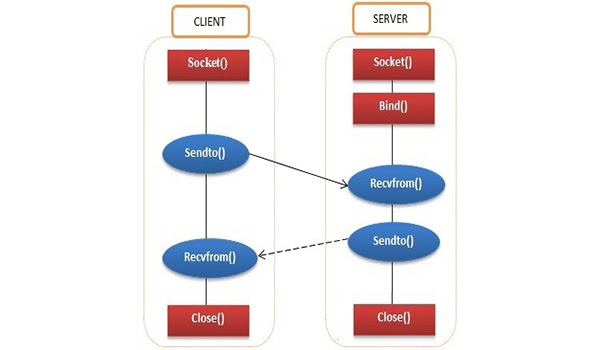 CLIENT
Socket()
Sendto()
Recvfrom()
Close()
SERVER
Socket()
Bind()
Recvfrom()
Sendto()
Close()